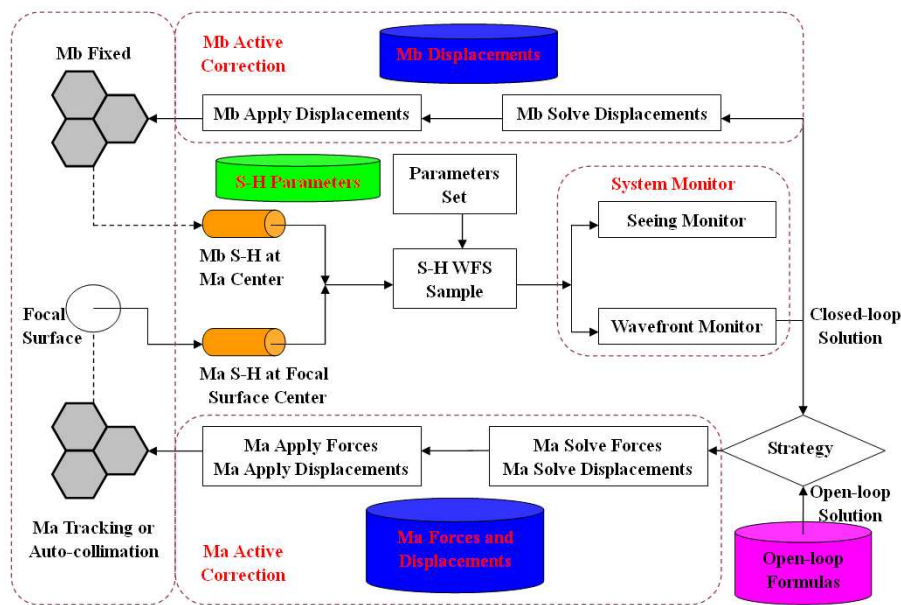 Mb Fixed
Mb Active
Correction
Mb Displacements
Mb Apply Displacements
Mb Solve Displacements
S-H Parameters
Parameters
Set
System Monitor
Seeing Monitor
Mb S-H at
Ma Center
S-H WFS
Sample
Focal
Surface
Wavefront Monitor
Closed-loop
Solution
Ma S-H at Focal
Surface Center
Ma Apply Forces
Ma Apply Displacements
Ma Solve Forces
Ma Solve Displacements
Strategy
Open-loop
Solution
Ma Tracking or
Auto-collimation
Ma Active
Correction
Ma Forces and
Displacements
Open-loop
Formulas